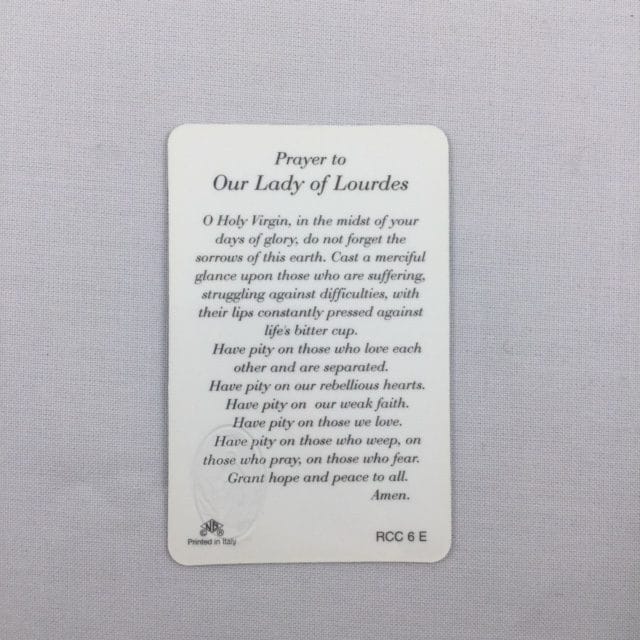 Prayer to
Our Lady of Lourdes
O Holy Virgin, in the midst of your
days of glory, do not forget the
sorrows of this earth. Cast a merciful
glance upon those who are suffering,
struggling against difficulties, with
their lips constantly pressed against
life's bitter cup.
Have pity on those who love each
other and are separated.
Have pity on our rebellious hearts.
Have pity on our weak faith.
Have pity on those we love.
Have pity on those who weep, on
those who pray, on those who fear.
Grant hope and peace to all.
Amen.
Printed in Italy
RCC 6 E